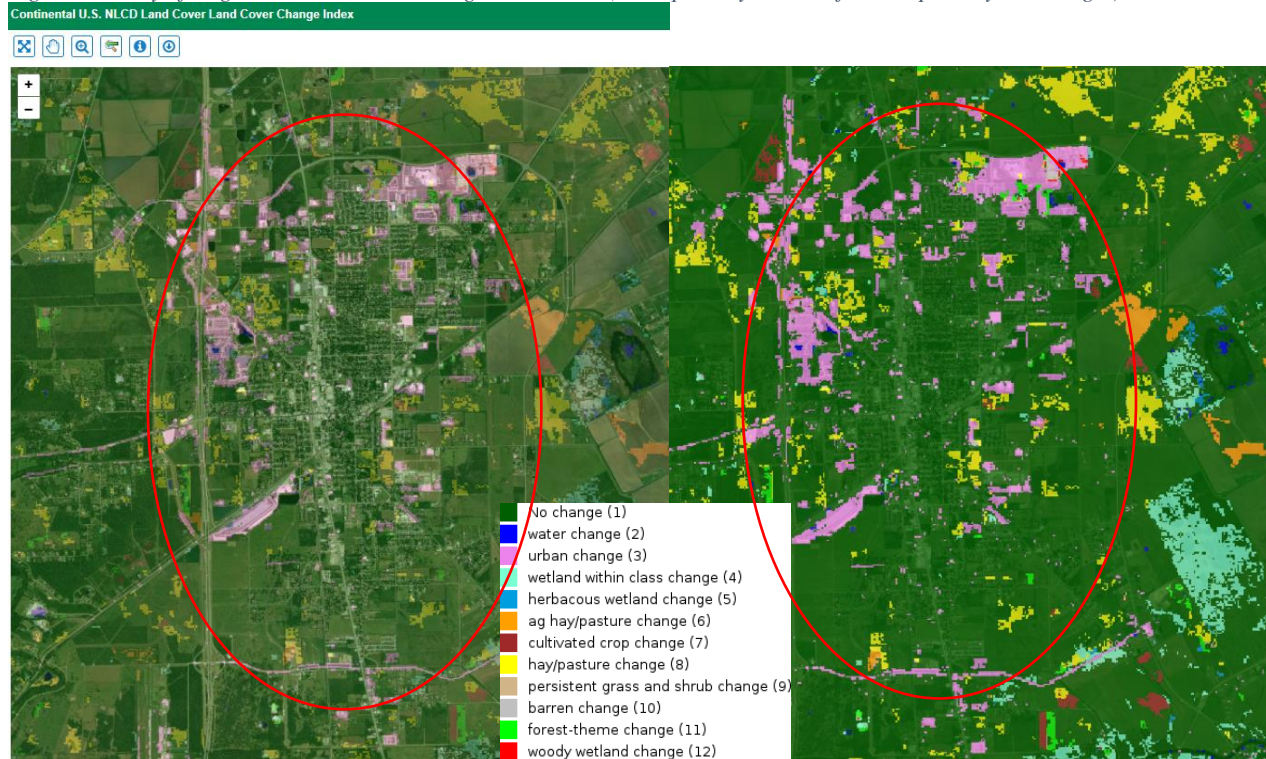 Continental U.S. NLCD Land Cover Land Cover Change Index
+
−
No change (1)
water change (2)
urban change (3)
wetland within class change (4)
herbacous wetland change (5)
ag hay/pasture change (6)
cultivated crop change (7)
hay/pasture change (8)
persistent grass and shrub change (9)
barren change (10)
forest-theme change (11)
woody wetland change (12)